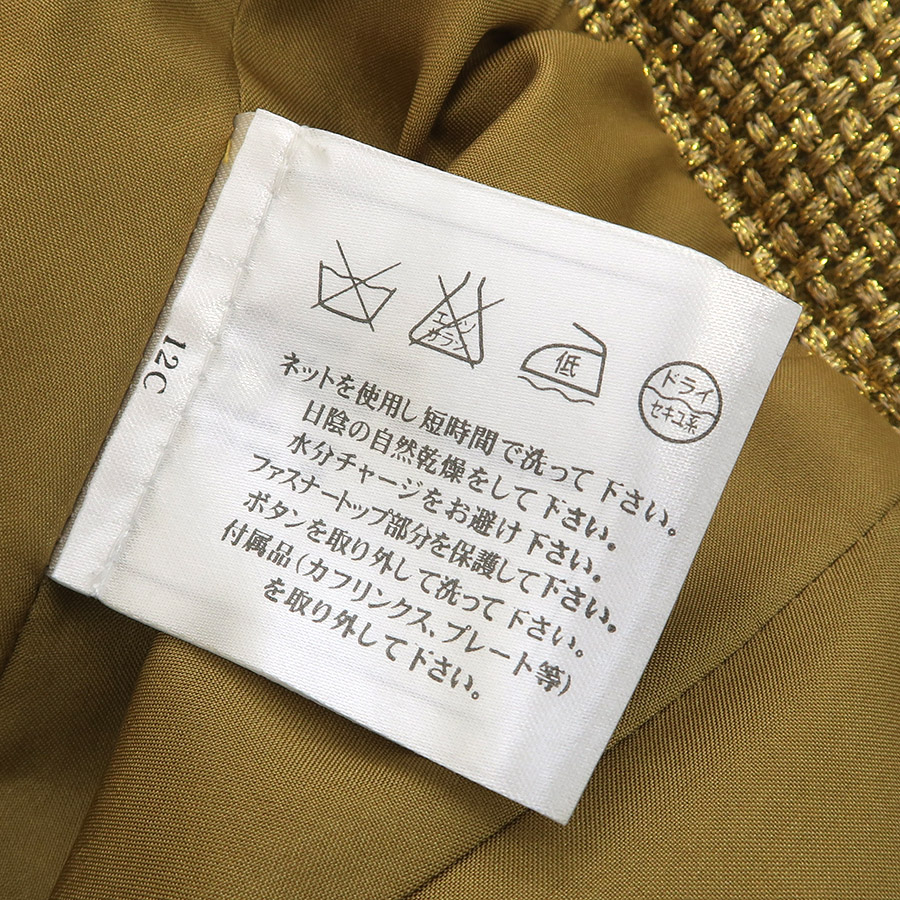 エンソ
サラシ
低
ドライ
セキユ系
ネットを使用し短時間で洗って下さい。
日陰の自然乾燥をして下さい。
水分チャージをお避け下さい。
ファスナートップ部分を保護して下さい。
ボタンを取り外して洗って下さい。
付属品(カフリンクス、プレート等)
を取り外して下さい。
12C